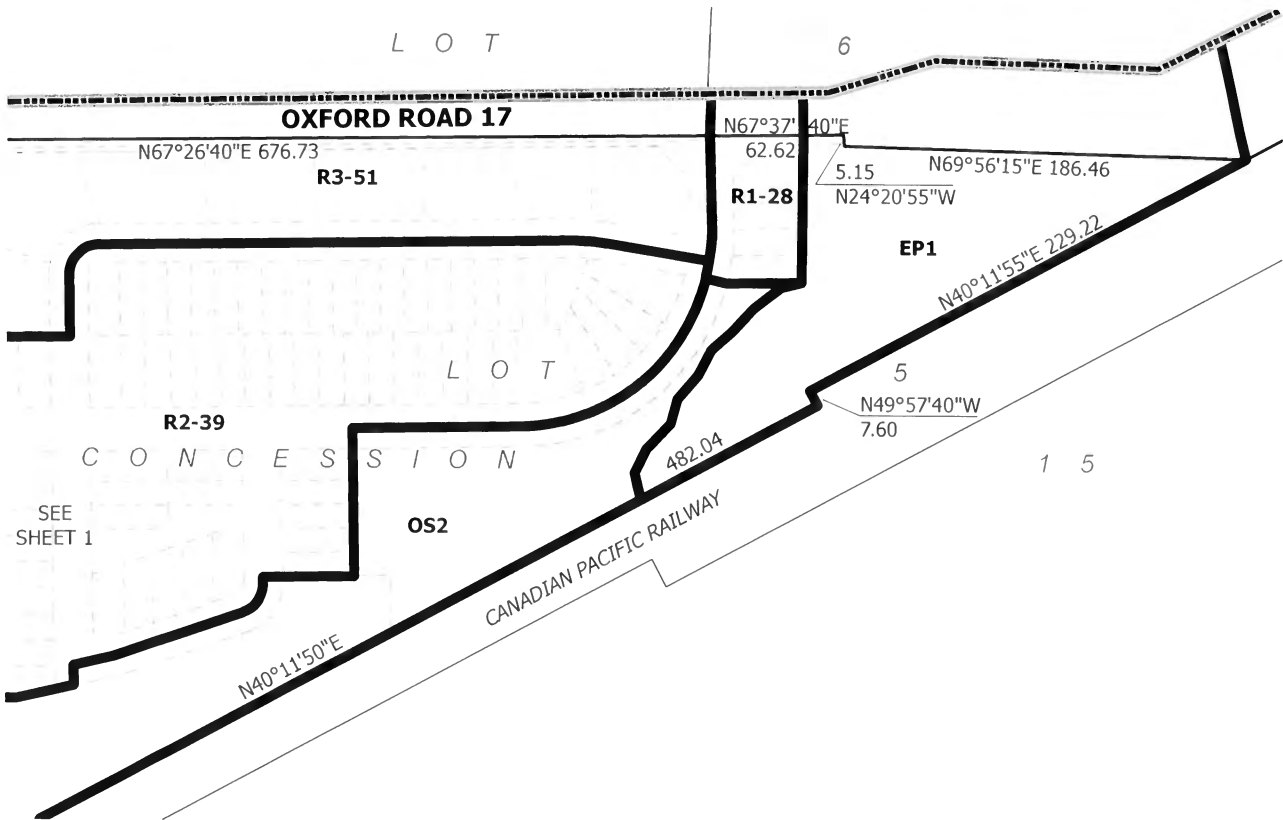 L O T
6
OXFORD ROAD 17
N67°37'40"E
62.62
N67°26'40"E 676.73
R3-51
5.15
N24°20'55"W
N69°56'15"E 186.46
R1-28
EP1
N40°11'55"E 229.22
L O T
5
N49°57'40"W
7.60
R2-39
C O N C E S S I O N
482.04
1 5
SEE
SHEET 1
OS2
CANADIAN PACIFIC RAILWAY
N40°11'50"E